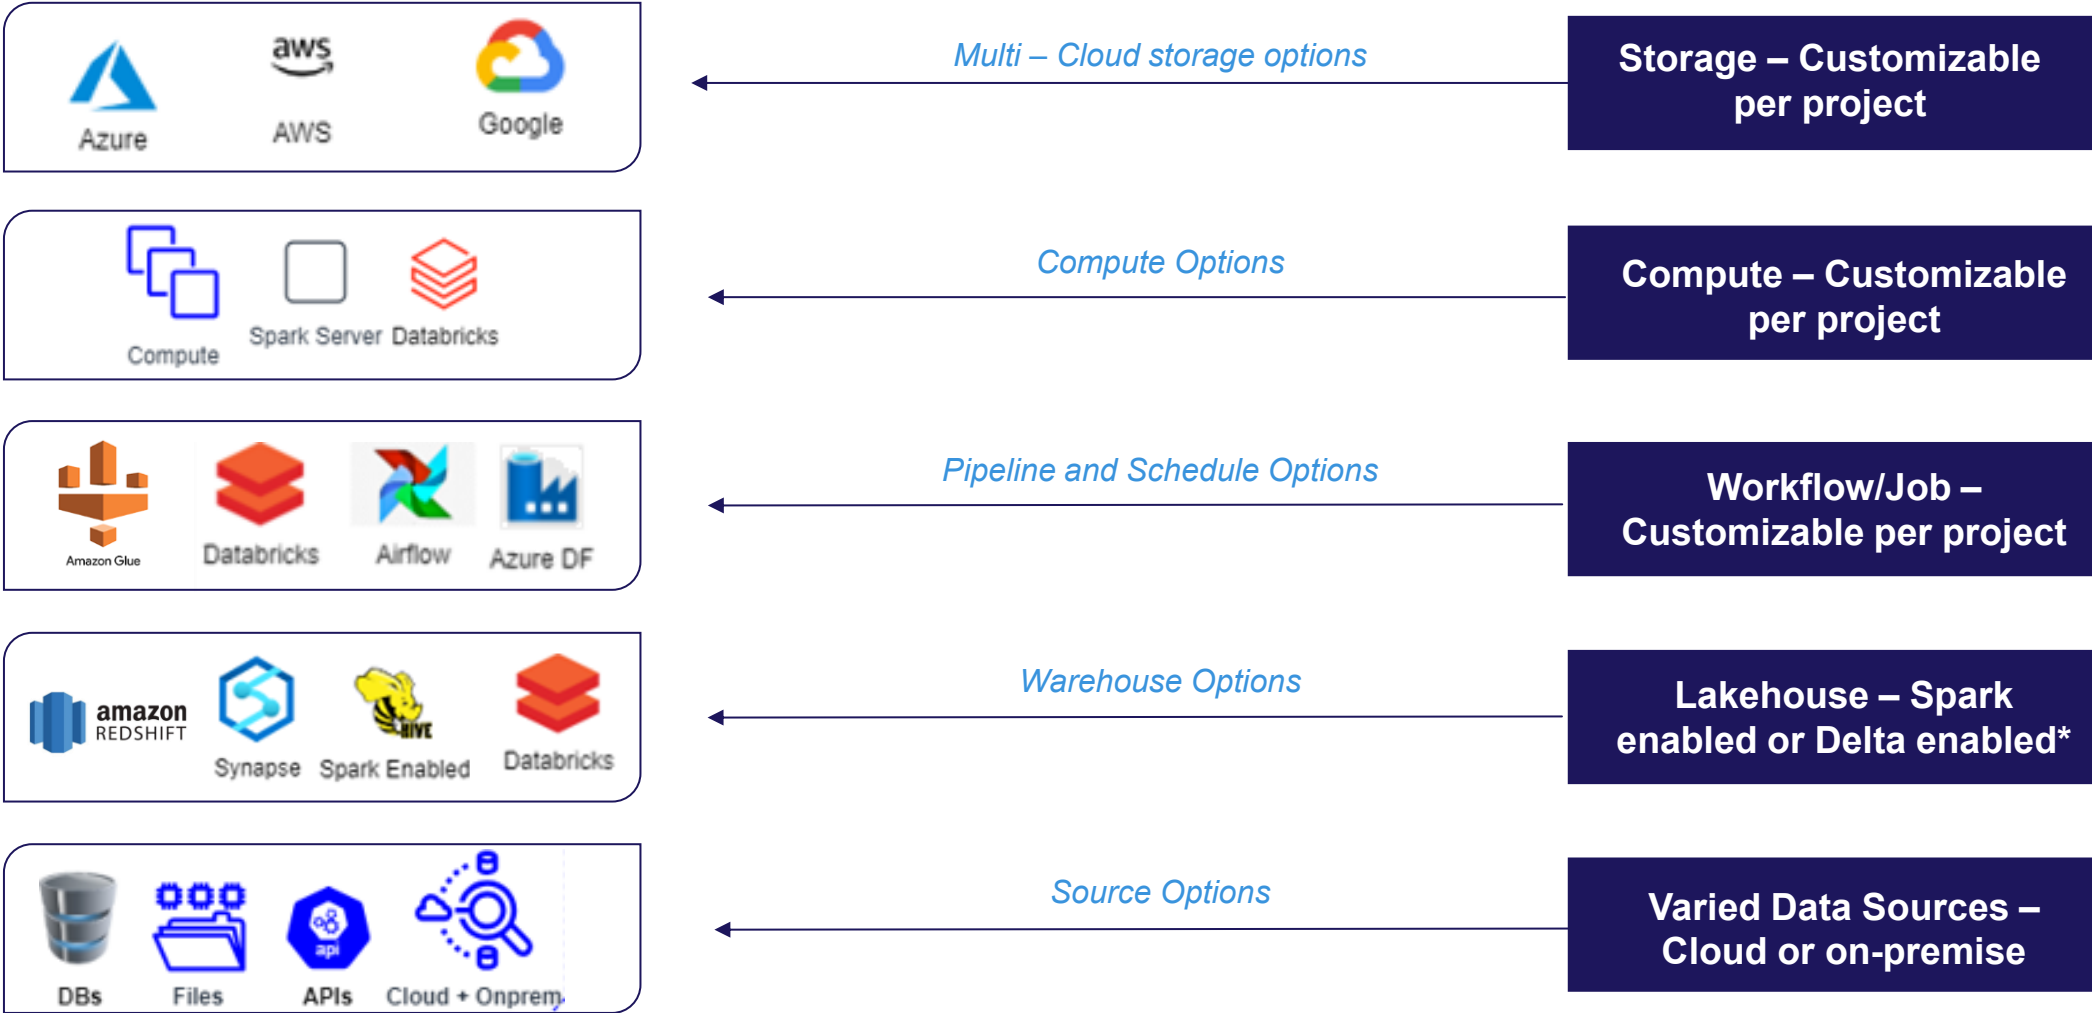 aws
Azure
AWS
Google
Multi – Cloud storage options
Storage – Customizable
per project
Compute
Spark Server
Databricks
Compute Options
Compute – Customizable
per project
Amazon Glue
Databricks
Airflow
Azure DF
Pipeline and Schedule Options
Workflow/Job –
Customizable per project
amazon
REDSHIFT
Synapse
HIVE
Spark Enabled
Databricks
Warehouse Options
Lakehouse – Spark
enabled or Delta enabled*
DBs
Files
api
APIs
Cloud + Onprem
Source Options
Varied Data Sources –
Cloud or on-premise